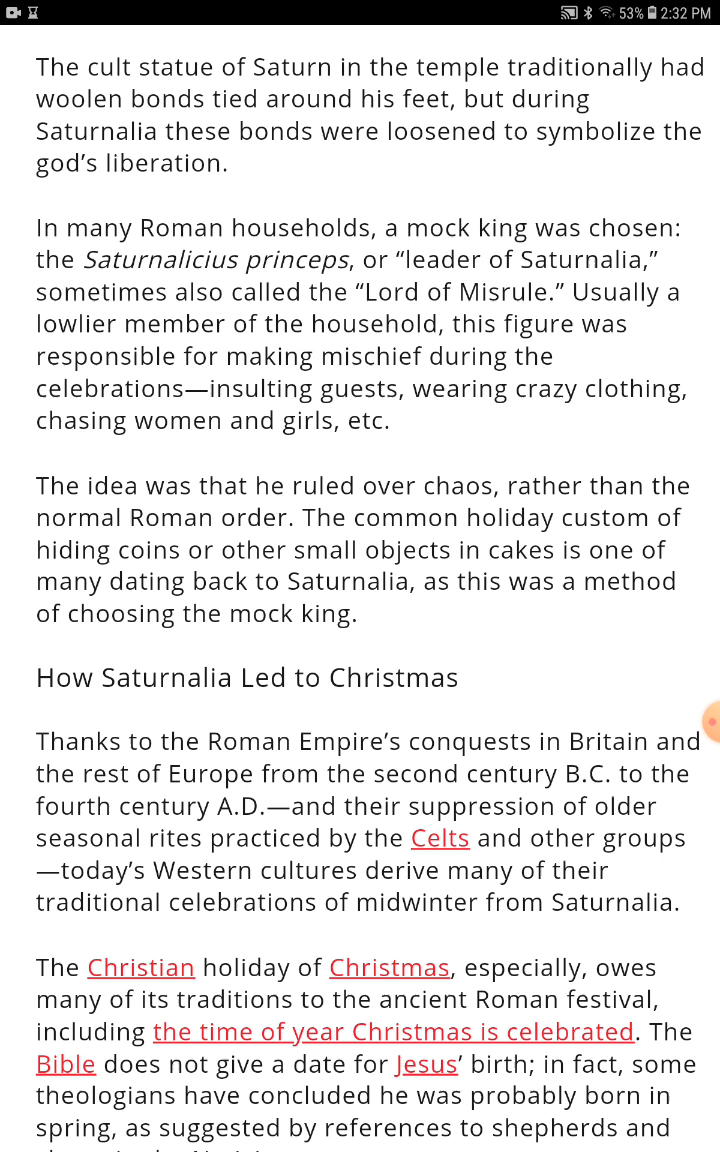 53% 2:32 PM
The cult statue of Saturn in the temple traditionally had
woolen bonds tied around his feet, but during
Saturnalia these bonds were loosened to symbolize the
god’s liberation.
In many Roman households, a mock king was chosen:
the Saturnalicius princeps, or “leader of Saturnalia,”
sometimes also called the “Lord of Misrule.” Usually a
lowlier member of the household, this figure was
responsible for making mischief during the
celebrations—insulting guests, wearing crazy clothing,
chasing women and girls, etc.
The idea was that he ruled over chaos, rather than the
normal Roman order. The common holiday custom of
hiding coins or other small objects in cakes is one of
many dating back to Saturnalia, as this was a method
of choosing the mock king.
How Saturnalia Led to Christmas
Thanks to the Roman Empire’s conquests in Britain and
the rest of Europe from the second century B.C. to the
fourth century A.D.—and their suppression of older
seasonal rites practiced by the Celts and other groups
—today’s Western cultures derive many of their
traditional celebrations of midwinter from Saturnalia.
The Christian holiday of Christmas, especially, owes
many of its traditions to the ancient Roman festival,
including the time of year Christmas is celebrated. The
Bible does not give a date for Jesus’ birth; in fact, some
theologians have concluded he was probably born in
spring, as suggested by references to shepherds and